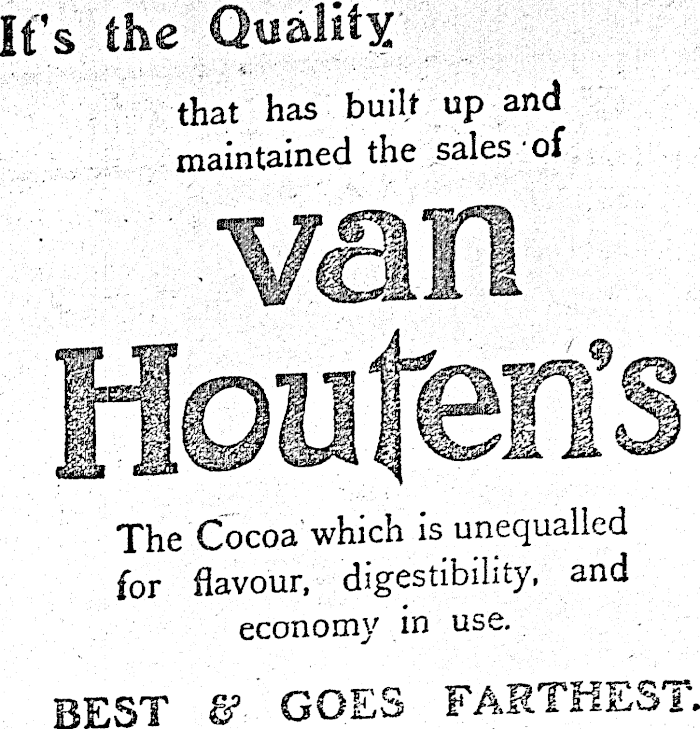 It's the Quality
that has built up and
maintained the sales of
van
Houten's
The Cocoa which is unequalled
for flavour, digestibility, and
economy in use.
BEST & GOES FARTHEST.